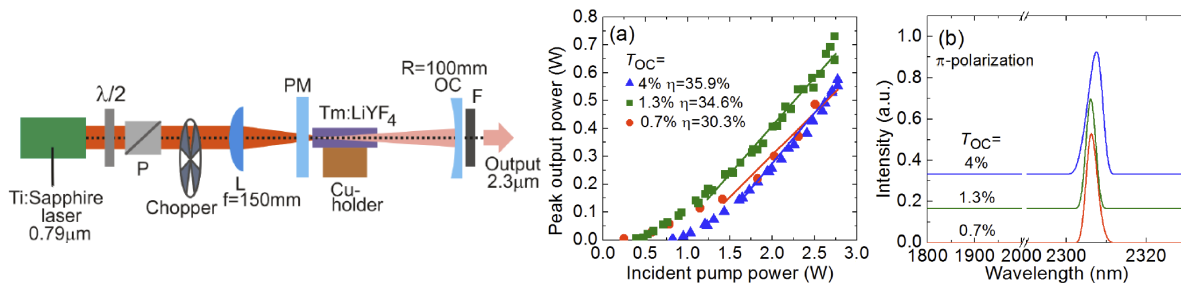 λ/2
P
Chopper
L
f=150mm
PM
Tm:LiYF4
Cu-
holder
R=100mm
OC
F
Output
2.3μm
Ti:Sapphire
laser
0.79μm
(a)
TOC=
4% η=35.9%
1.3% η=34.6%
0.7% η=30.3%
Peak output power (W)
0.8
0.7
0.6
0.5
0.4
0.3
0.2
0.1
0.0
0.0 0.5 1.0 1.5 2.0 2.5 3.0
Incident pump power (W)
(b)
π-polarization
TOC=
4%
1.3%
0.7%
Intensity (a.u.)
1.0
0.8
0.6
0.4
0.2
0.0
1800 1900 2000 2300 2320
Wavelength (nm)